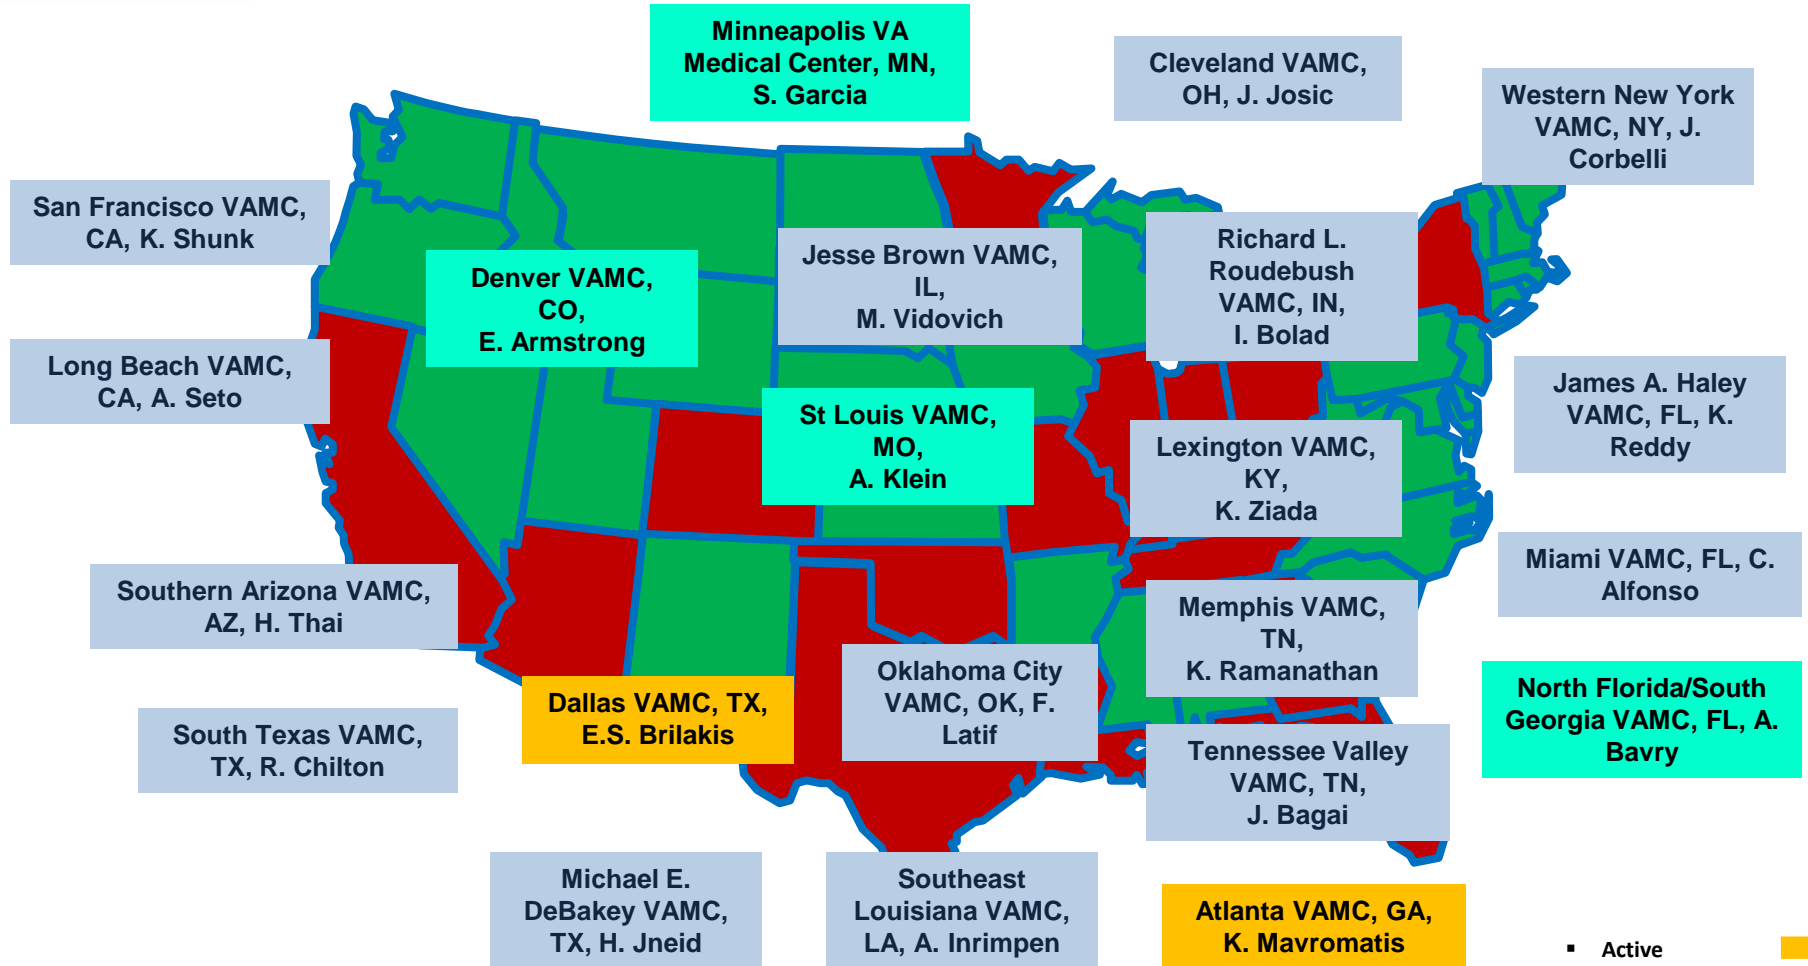 Minneapolis VA
Medical Center, MN,
S. Garcia
Cleveland VAMC,
OH, J. Josic
Western New York
VAMC, NY, J.
Corbelli
San Francisco VAMC,
CA, K. Shunk
Jesse Brown VAMC,
IL,
M. Vidovich
Richard L.
Roudebush
VAMC, IN,
I. Bolad
Denver VAMC,
CO,
E. Armstrong
Long Beach VAMC,
CA, A. Seto
James A. Haley
VAMC, FL, K.
Reddy
St Louis VAMC,
MO,
A. Klein
Lexington VAMC,
KY,
K. Ziada
Miami VAMC, FL, C.
Alfonso
Southern Arizona VAMC,
AZ, H. Thai
Memphis VAMC,
TN,
K. Ramanathan
Oklahoma City
VAMC, OK, F.
Latif
North Florida/South
Georgia VAMC, FL, A.
Bavry
Dallas VAMC, TX,
E.S. Brilakis
South Texas VAMC,
TX, R. Chilton
Tennessee Valley
VAMC, TN,
J. Bagai
Michael E.
DeBakey VAMC,
TX, H. Jneid
Southeast
Louisiana VAMC,
LA, A. Inrimpen
Atlanta VAMC, GA,
K. Mavromatis
▪ Active